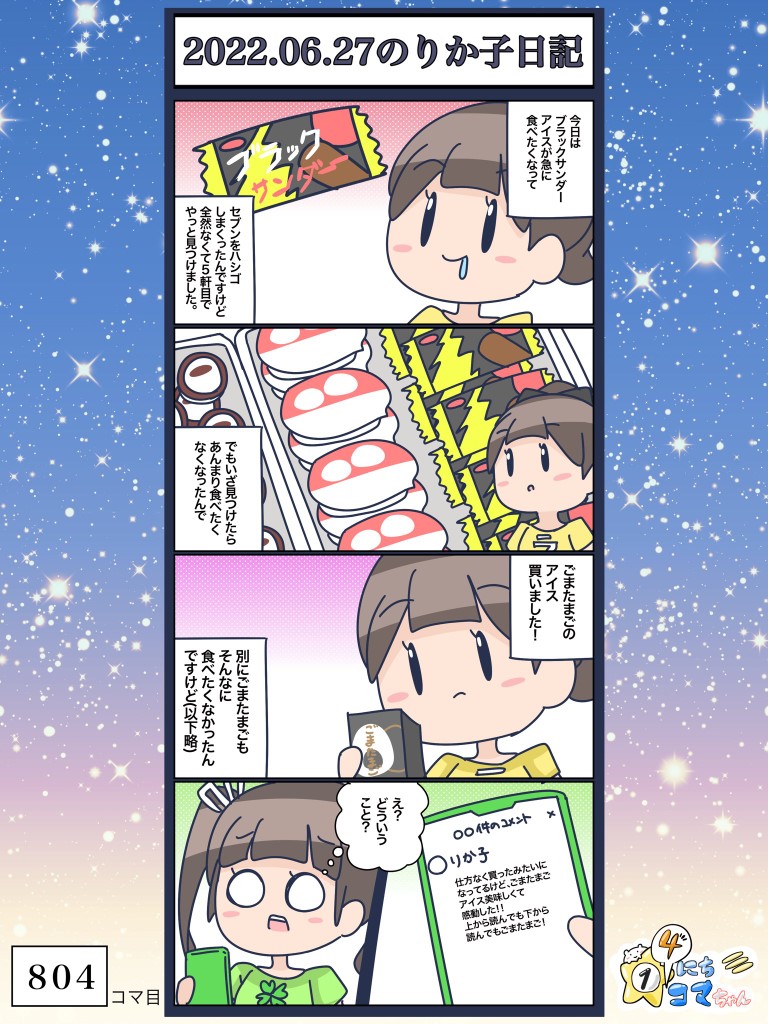 2022.06.27のりか子日記
今日は
ブラックサンダー
アイスが急に
食べたくなって
ブラック
サンダー
セブンをハシゴ
しまくったんですけど
全然なくて5軒目で
やっと見つけました。
でもいざ見つけたら
あんまり食べたく
なくなったんで
ラ
ごまたまごの
アイス
買いました!
ごまたまご
別にごまたまごも
そんなに
食べたくなかったん
ですけど(以下略)
え?
どういう
こと?
○○件のコメント
×
りか子
仕方なく買ったみたいに
なってるけど、ごまたまご
アイス美味しくて
感動した!!
上から読んでも下から
読んでもごまたまご!
804
コマ目
1
にち
4
コマ
ちゃん